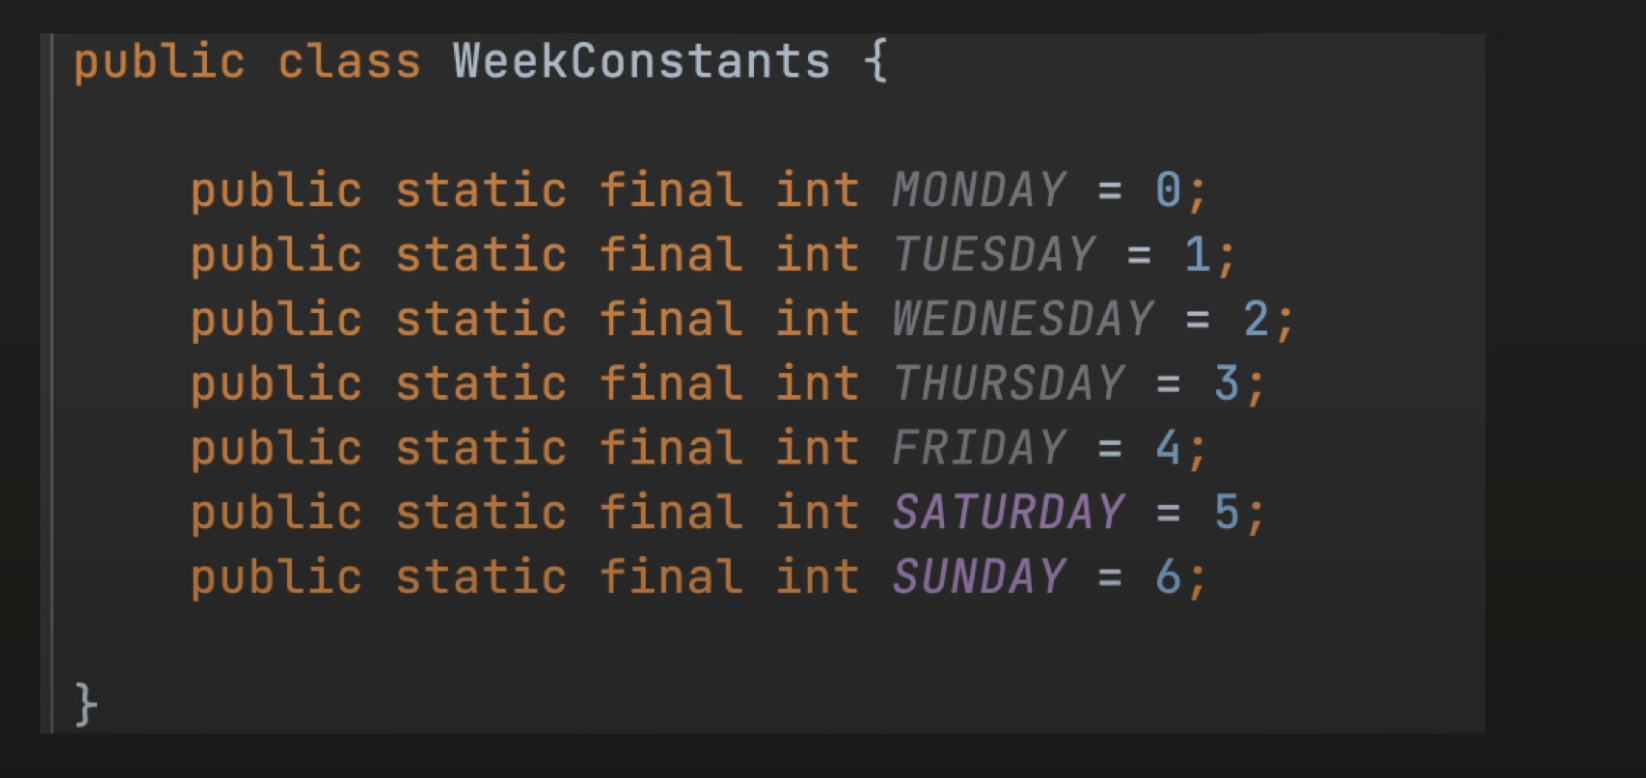 public class WeekConstants {
public static final int MONDAY = 0;
public static final int TUESDAY = 1;
public static final int WEDNESDAY = 2;
public static final int THURSDAY = 3;
public static final int FRIDAY = 4;
public static final int SATURDAY = 5;
public static final int SUNDAY = 6;
}